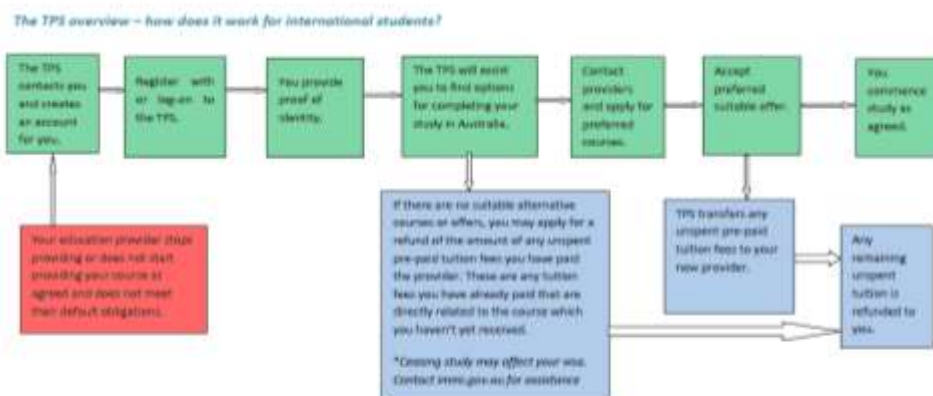 The TPS overview – how does it work for international students?
The TPS
contacts you
and creates
an account
for you.
Register with
or log-on to
the TPS.
You provide
proof of
identity.
The TPS will assist
you to find options
for completing your
study in Australia.
Contact
providers
and apply for
preferred
courses.
Accept
preferred
suitable offer.
You
commence
study as
agreed.
Your education provider stops
providing or does not start
providing your course as
agreed and does not meet
their default obligations.
If there are no suitable alternative
courses or offers, you may apply for a
refund of the amount of any unspent
pre-paid tuition fees you have paid
the provider. These are any tuition
fees you have already paid that are
directly related to the course which
you haven't yet received.
*Ceasing study may affect your visa.
Contact immi.gov.au for assistance
TPS transfers any
unspent pre-paid
tuition fees to your
new provider.
Any
remaining
unspent
tuition is
refunded to
you.